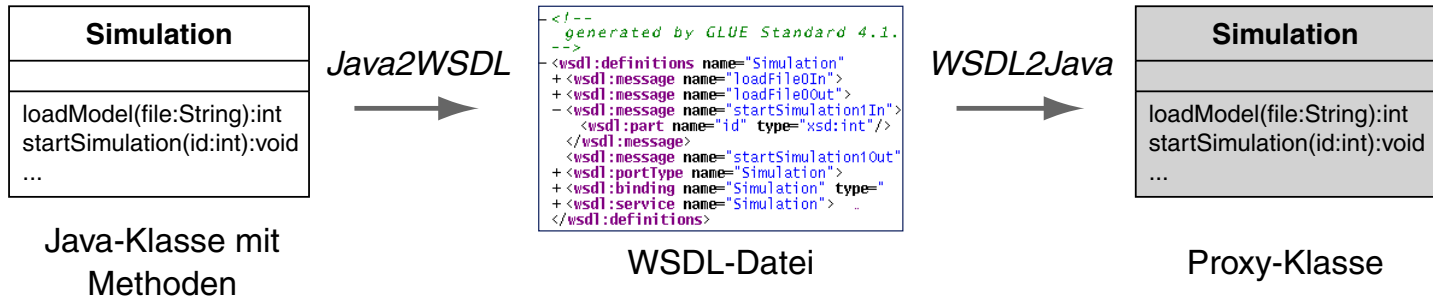 Simulation
loadModel(file:String):int
startSimulation(id:int):void
...
Java-Klasse mit
Methoden
Java2WSDL
− <!--
generated by GLUE Standard 4.1.
-->
− <wsdl:definitions name="Simulation"
+ <wsdl:message name="loadFile0In">
+ <wsdl:message name="loadFile0Out">
− <wsdl:message name="startSimulation1In">
<wsdl:part name="id" type="xsd:int"/>
</wsdl:message>
<wsdl:message name="startSimulation1Out"
+ <wsdl:portType name="Simulation">
+ <wsdl:binding name="Simulation" type="
+ <wsdl:service name="Simulation">
</wsdl:definitions>
WSDL-Datei
WSDL2Java
Simulation
loadModel(file:String):int
startSimulation(id:int):void
...
Proxy-Klasse